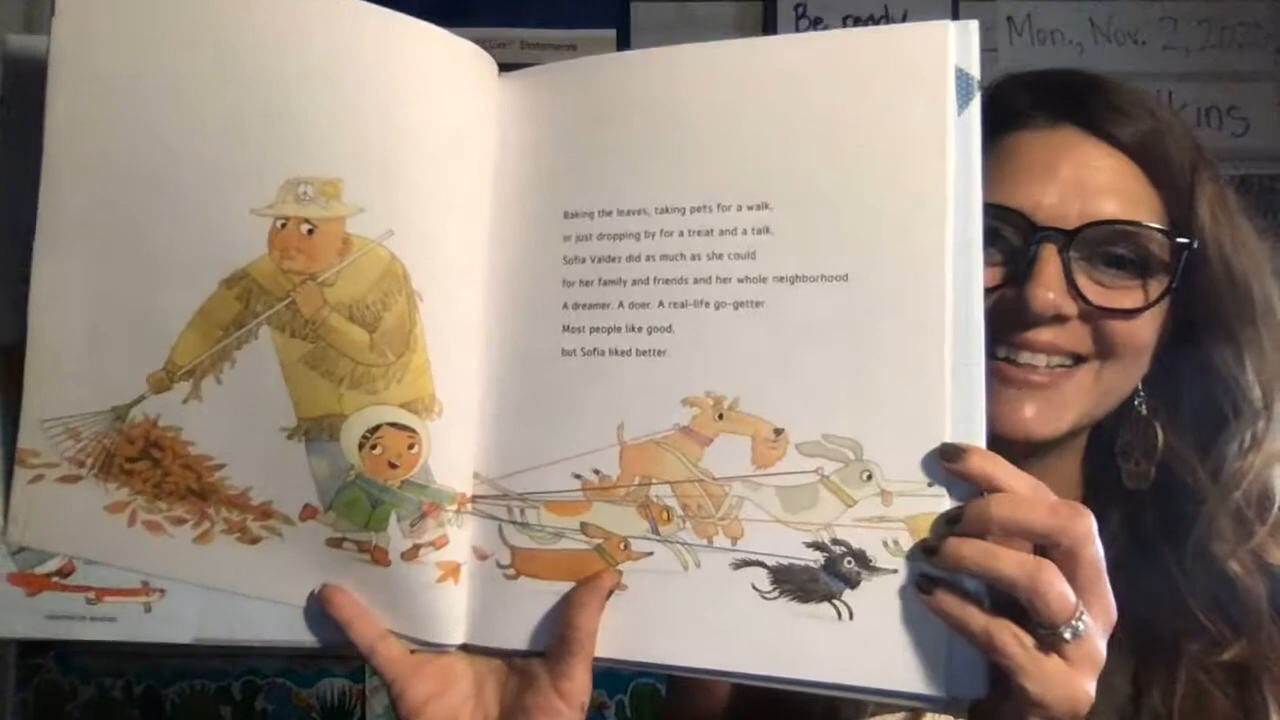 Statements
Be ready
Mon., Nov. 2, 202
kins
Raking the leaves, taking pets for a walk,
or just dropping by for a treat and a talk,
Sofia Valdez did as much as she could
for her family and friends and her whole neighborhood.
A dreamer. A doer. A real-life go-getter.
Most people like good,
but Sofia liked better.